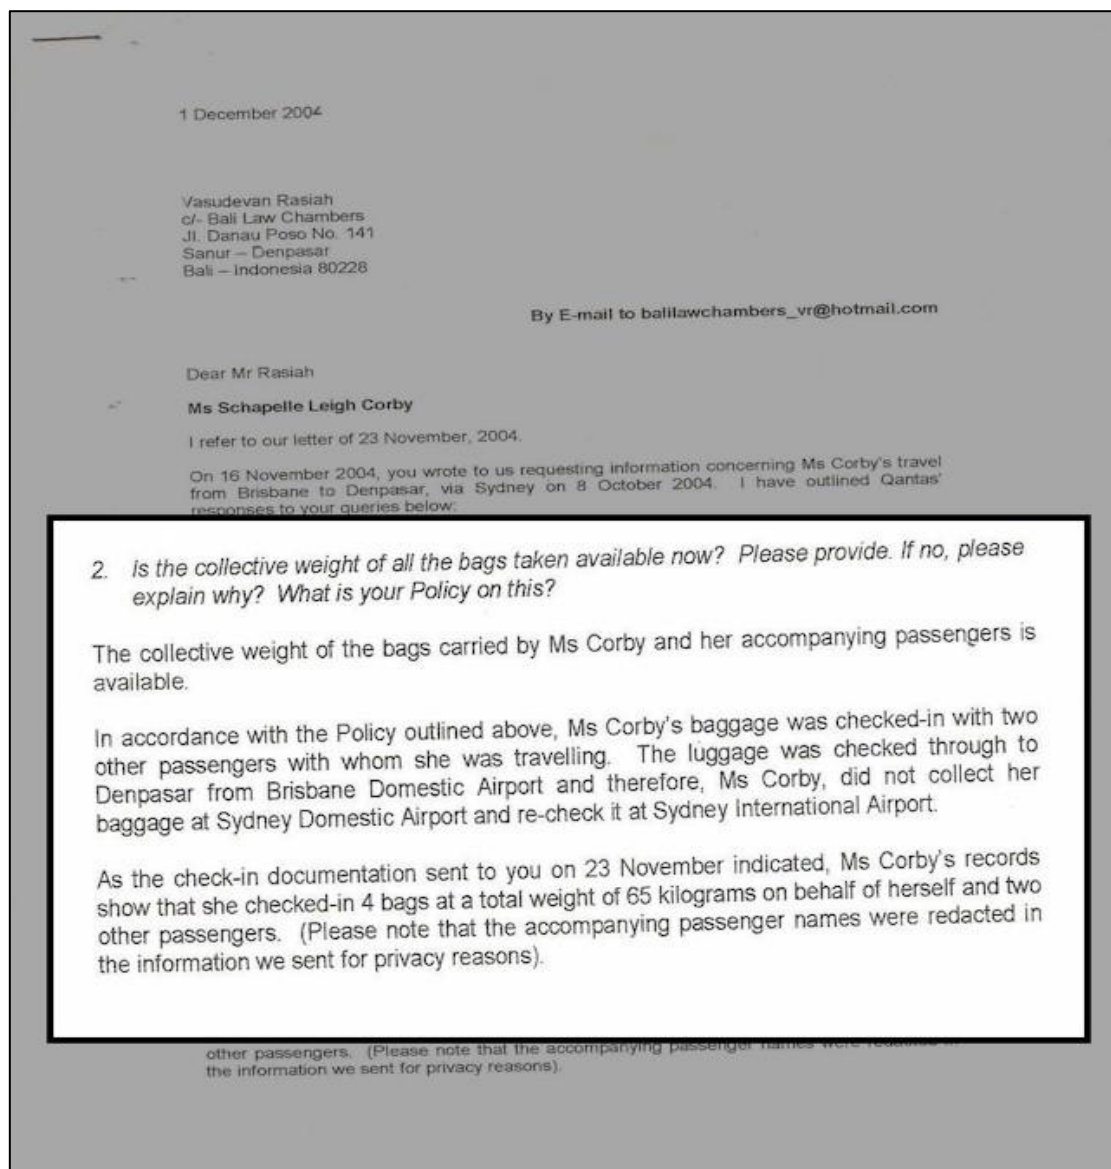 1 December 2004
Vasudevan Rasiah
c/- Bali Law Chambers
Jl. Danau Poso No. 141
Sanur – Denpasar
Bali – Indonesia 80228
By E-mail to balilawchambers_vr@hotmail.com
Dear Mr Rasiah
Ms Schapelle Leigh Corby
I refer to our letter of 23 November, 2004.
On 16 November 2004, you wrote to us requesting information concerning Ms Corby's travel
from Brisbane to Denpasar, via Sydney on 8 October 2004. I have outlined Qantas'
responses to your queries below:
2. Is the collective weight of all the bags taken available now? Please provide. If no, please
explain why? What is your Policy on this?
The collective weight of the bags carried by Ms Corby and her accompanying passengers is
available.
In accordance with the Policy outlined above, Ms Corby's baggage was checked-in with two
other passengers with whom she was travelling. The luggage was checked through to
Denpasar from Brisbane Domestic Airport and therefore, Ms Corby, did not collect her
baggage at Sydney Domestic Airport and re-check it at Sydney International Airport.
As the check-in documentation sent to you on 23 November indicated, Ms Corby's records
show that she checked-in 4 bags at a total weight of 65 kilograms on behalf of herself and two
other passengers. (Please note that the accompanying passenger names were redacted in
the information we sent for privacy reasons).
other passengers. (Please note that the accompanying passenger names were redacted in
the information we sent for privacy reasons).